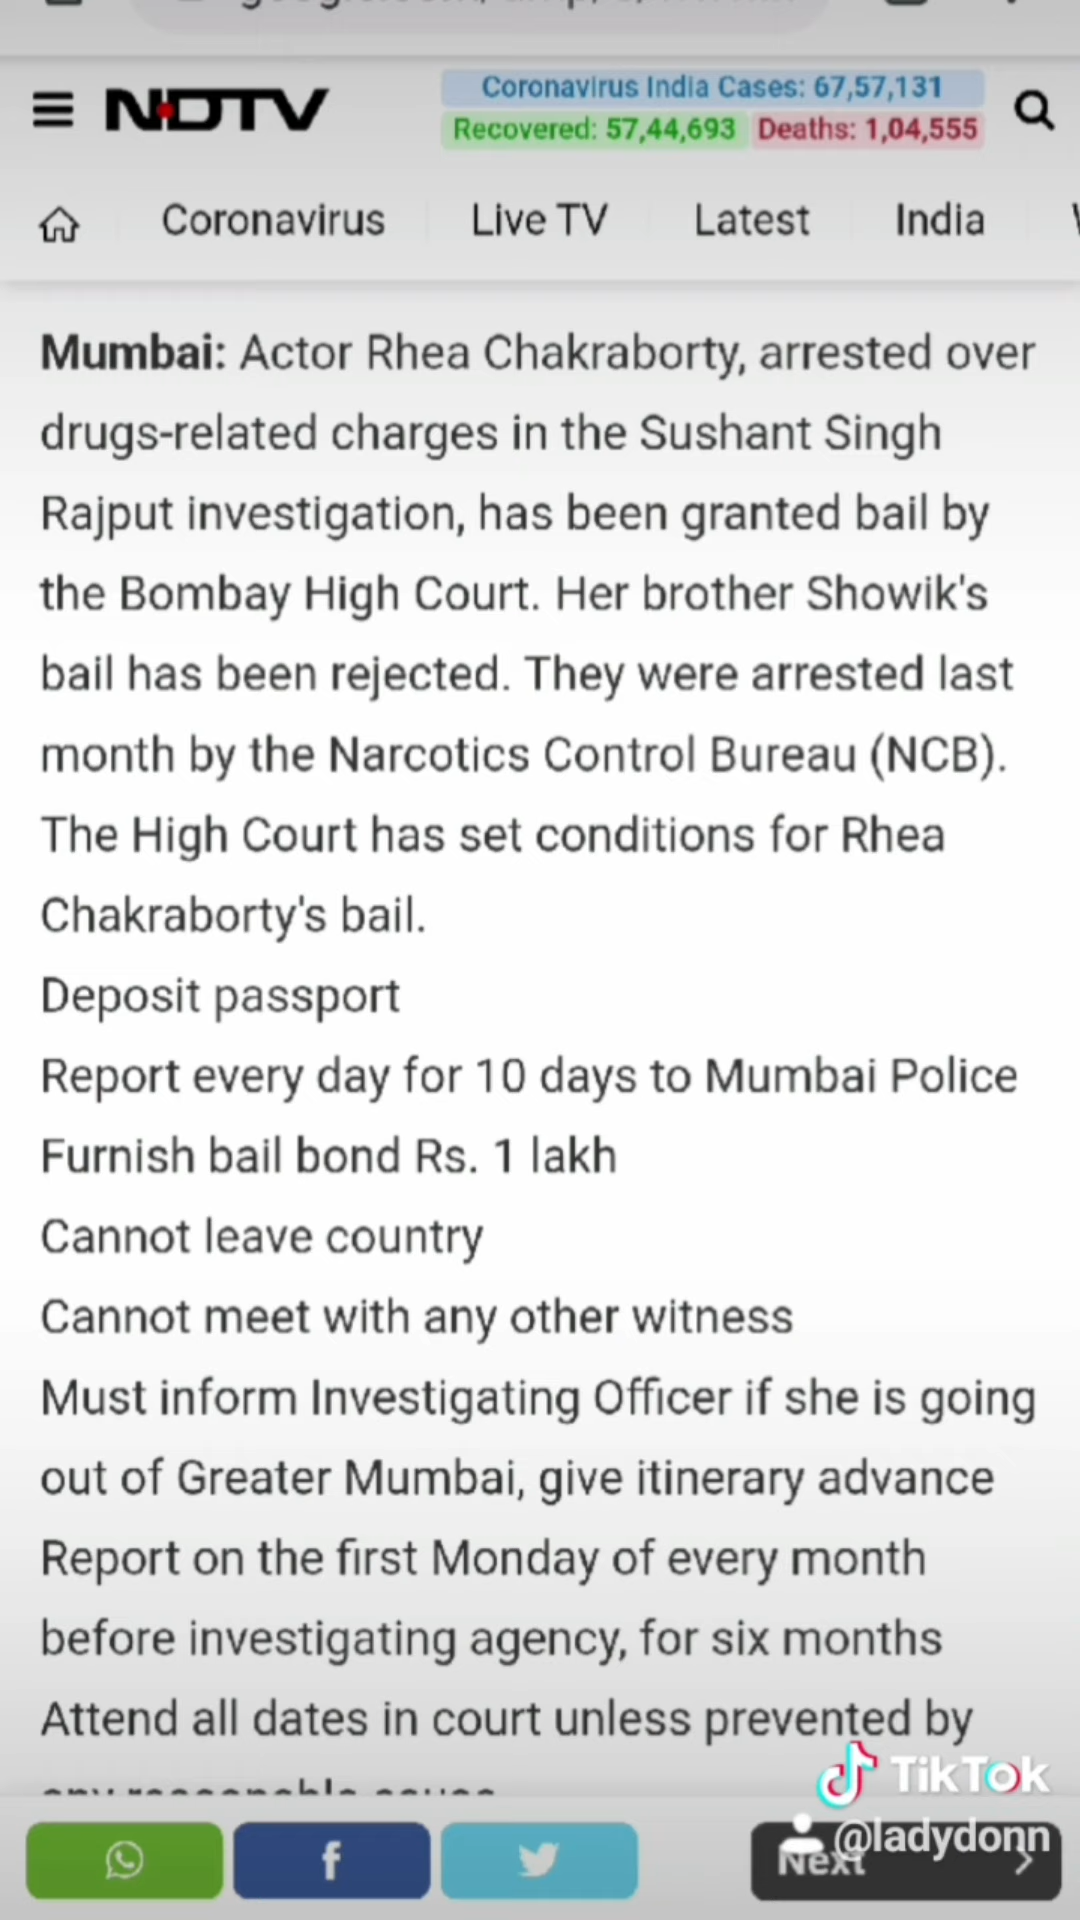 NDTV
Coronavirus India Cases: 67,57,131
Recovered: 57,44,693 Deaths: 1,04,555
Coronavirus Live TV Latest India
Mumbai: Actor Rhea Chakraborty, arrested over
drugs-related charges in the Sushant Singh
Rajput investigation, has been granted bail by
the Bombay High Court. Her brother Showik's
bail has been rejected. They were arrested last
month by the Narcotics Control Bureau (NCB).
The High Court has set conditions for Rhea
Chakraborty's bail.
Deposit passport
Report every day for 10 days to Mumbai Police
Furnish bail bond Rs. 1 lakh
Cannot leave country
Cannot meet with any other witness
Must inform Investigating Officer if she is going
out of Greater Mumbai, give itinerary advance
Report on the first Monday of every month
before investigating agency, for six months
Attend all dates in court unless prevented by
TikTok
@ladydonn
Next